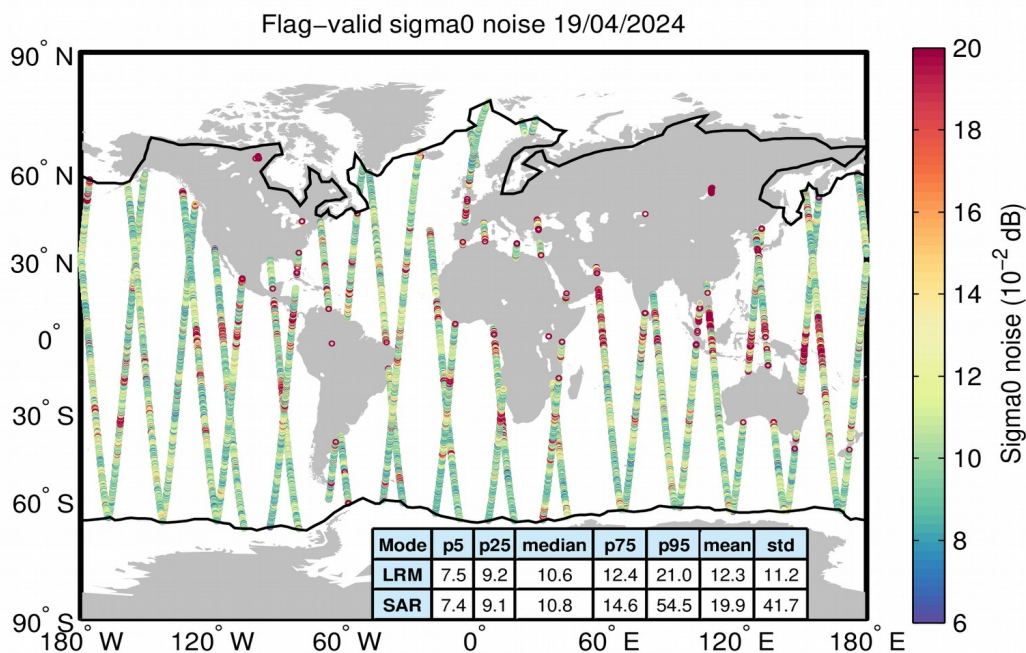 Flag−valid sigma0 noise 19/04/2024
90° N
60° N
30° N
0°
30° S
60° S
90° S
180° W
120° W
60° W
0°
60° E
120° E
180° E
Mode p5 p25 median p75 p95 mean std
LRM 7.5 9.2 10.6 12.4 21.0 12.3 11.2
SAR 7.4 9.1 10.8 14.6 54.5 19.9 41.7
20
18
16
14
12
10
8
6
Sigma0 noise (10⁻² dB)